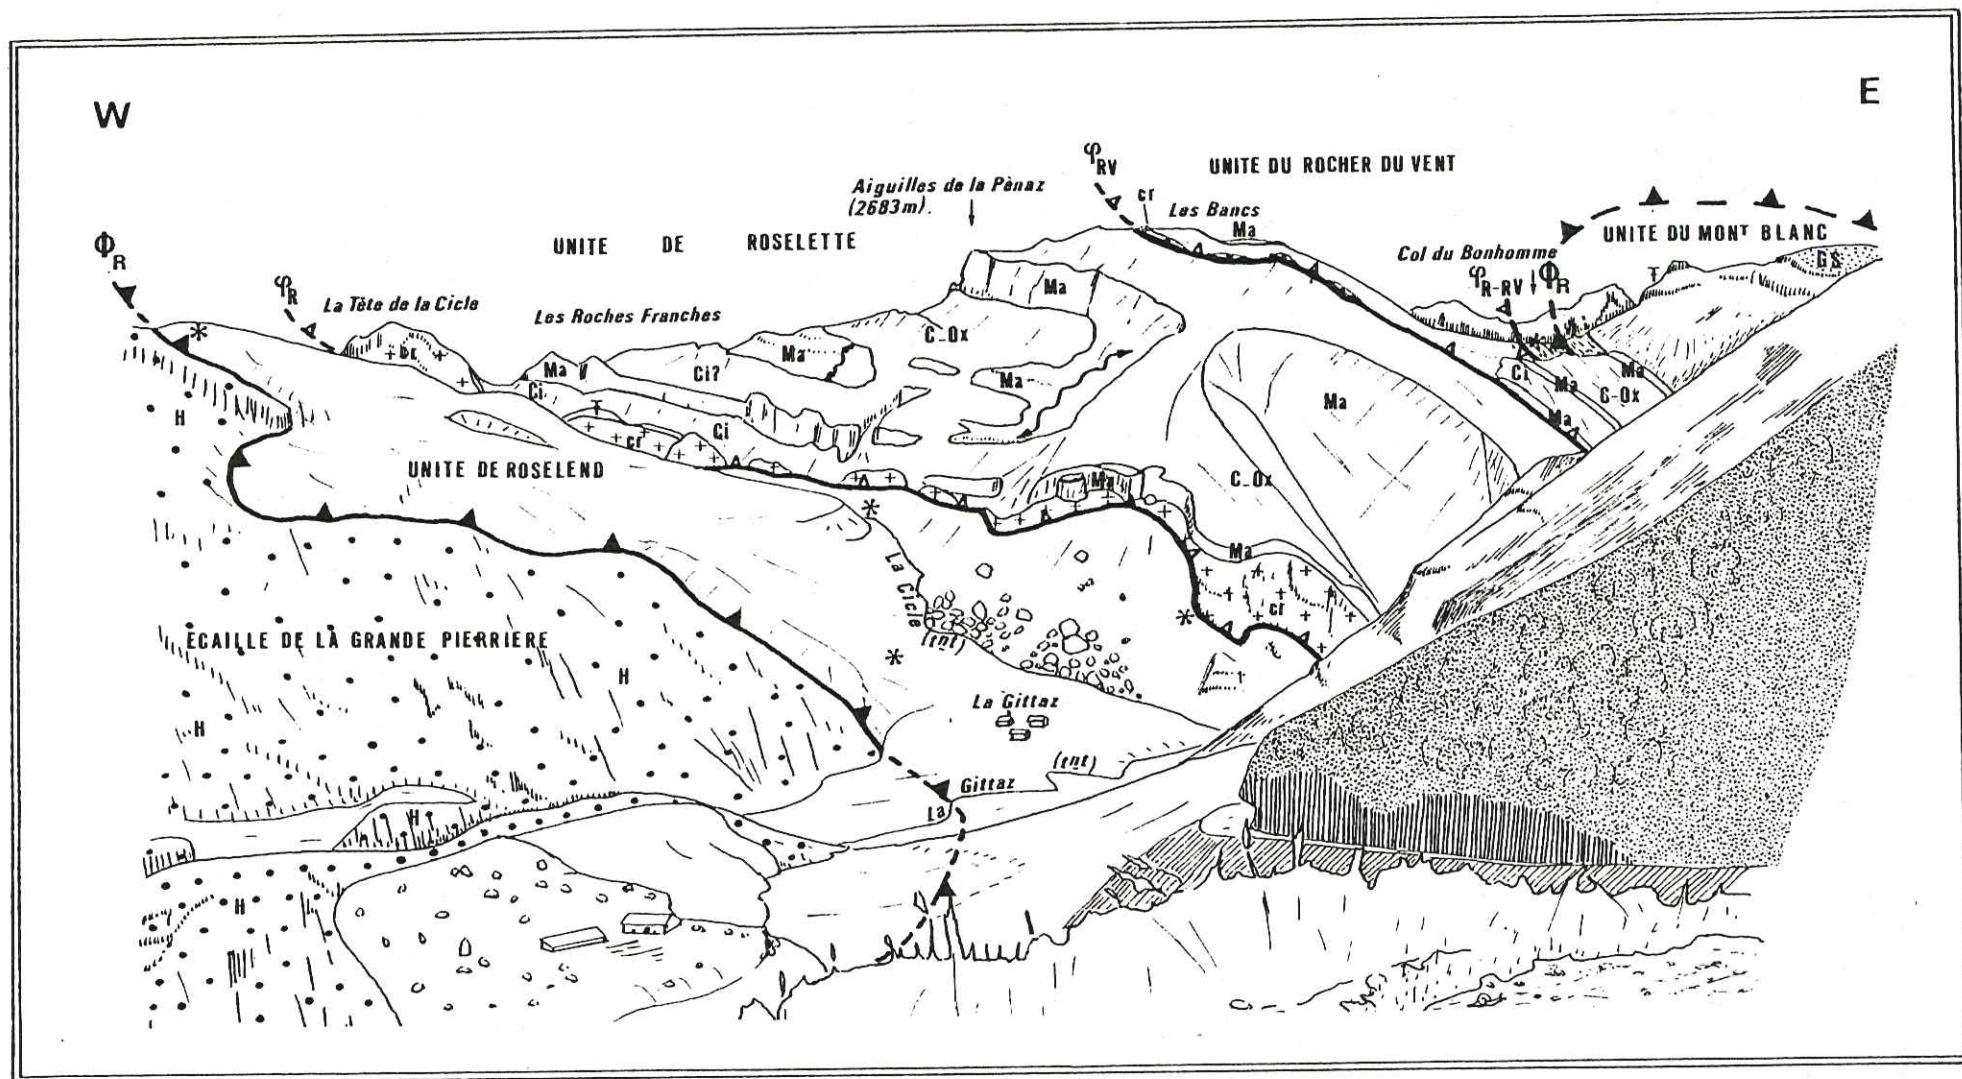 W
E
φRV
UNITE DU ROCHER DU VENT
Aiguilles de la Pènaz
(2683m).
cr
Les Bancs
Ma
UNITE DU MONT BLANC
ΦR
UNITE DE ROSELETTE
Col du Bonhomme
GS
φR
φR-RV
ΦR
T
La Tête de la Cicle
Les Roches Franches
Ma
C_Ox
Ma
Ma
Ci?
Ma
Ci
Ma
Ma
C-Ox
H
Ci
T
cr
Ci
Ma
Ma
Ma
UNITE DE ROSELEND
Ma
C_Ox
La Cicle
(tnt)
Ma
cr
ECAILLE DE LA GRANDE PIERRIERE
H
H
La Gittaz
(tnt)
Gittaz
La
H
H
H